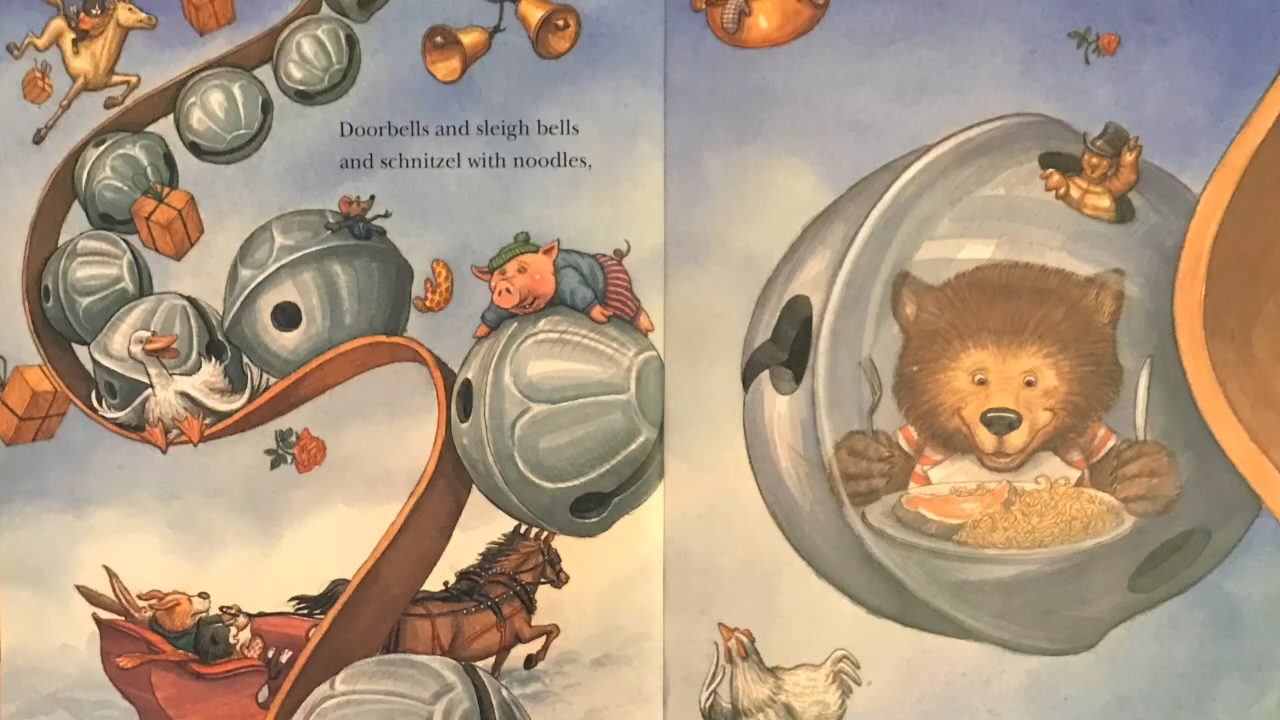 Doorbells and sleigh bells
and schnitzel with noodles,